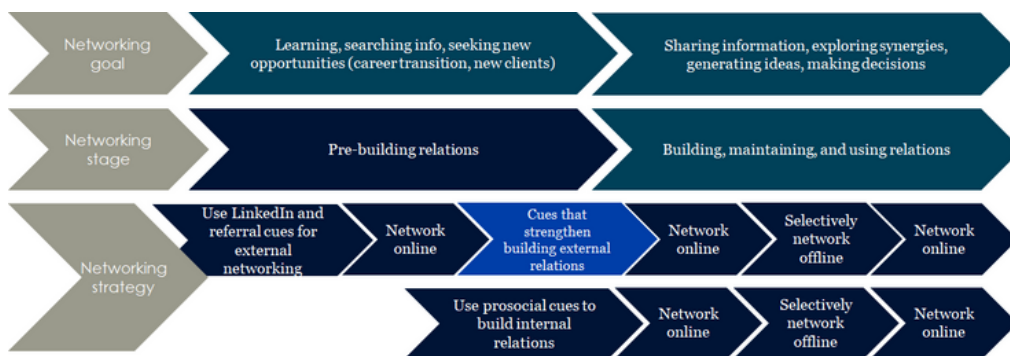 Networking
goal
Learning, searching info, seeking new
opportunities (career transition, new clients)
Sharing information, exploring synergies,
generating ideas, making decisions
Networking
stage
Pre-building relations
Building, maintaining, and using relations
Networking
strategy
Use LinkedIn and
referral cues for
external
networking
Network
online
Cues that
strengthen
building external
relations
Network
online
Selectively
network
offline
Network
online
Use prosocial cues to
build internal
relations
Network
online
Selectively
network
offline
Network
online